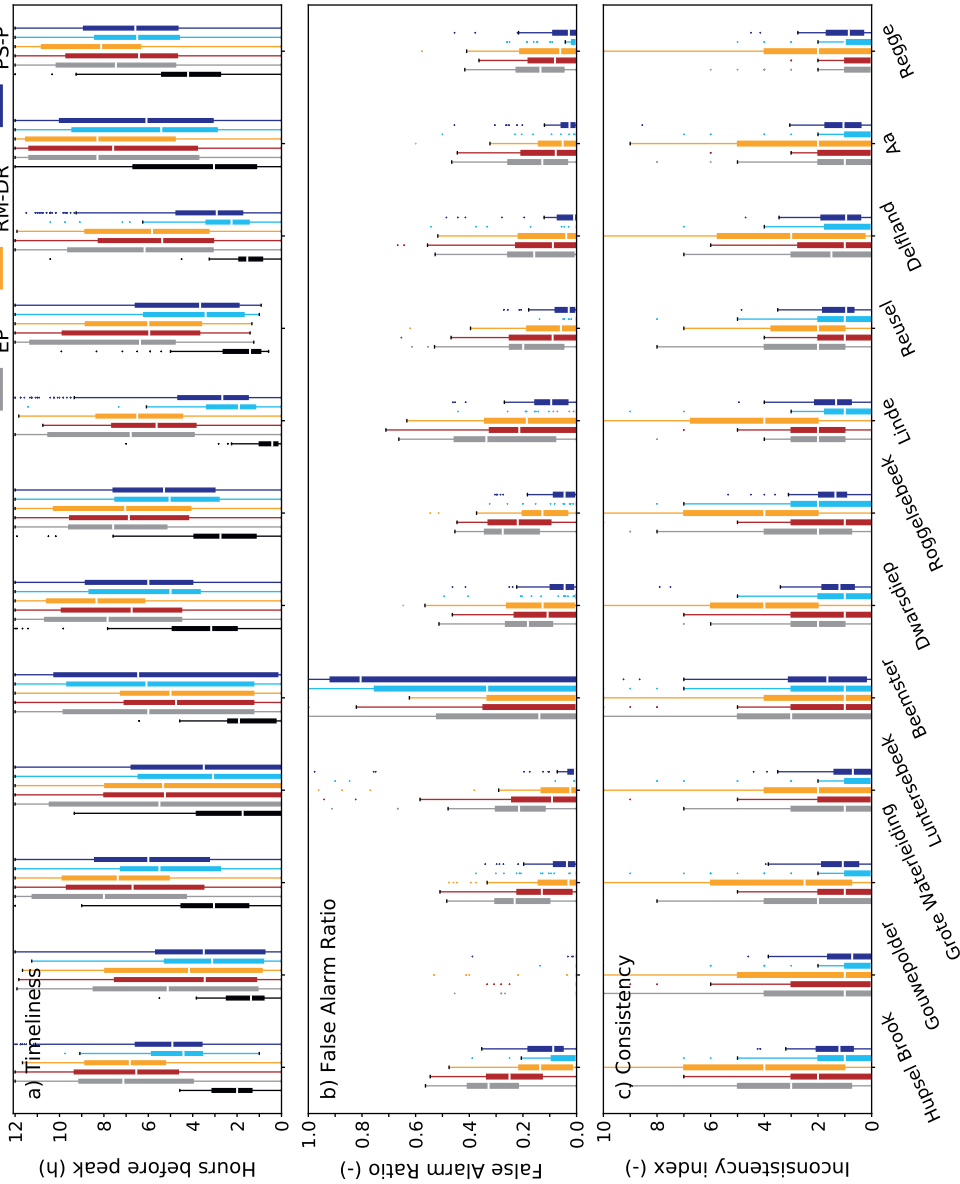 EP
RM-DR
PS-P
a) Timeliness
Hours before peak (h)
12
10
8
6
4
2
0
b) False Alarm Ratio
False Alarm Ratio (-)
1.0
0.8
0.6
0.4
0.2
0.0
c) Consistency
Inconsistency index (-)
10
8
6
4
2
0
Hupsel Brook
Gouwepolder
Grote Waterleiding
Luntersebeek
Beemster
Dwarsdiep
Roggelsebeek
Linde
Reusel
Delfland
Aa
Regge